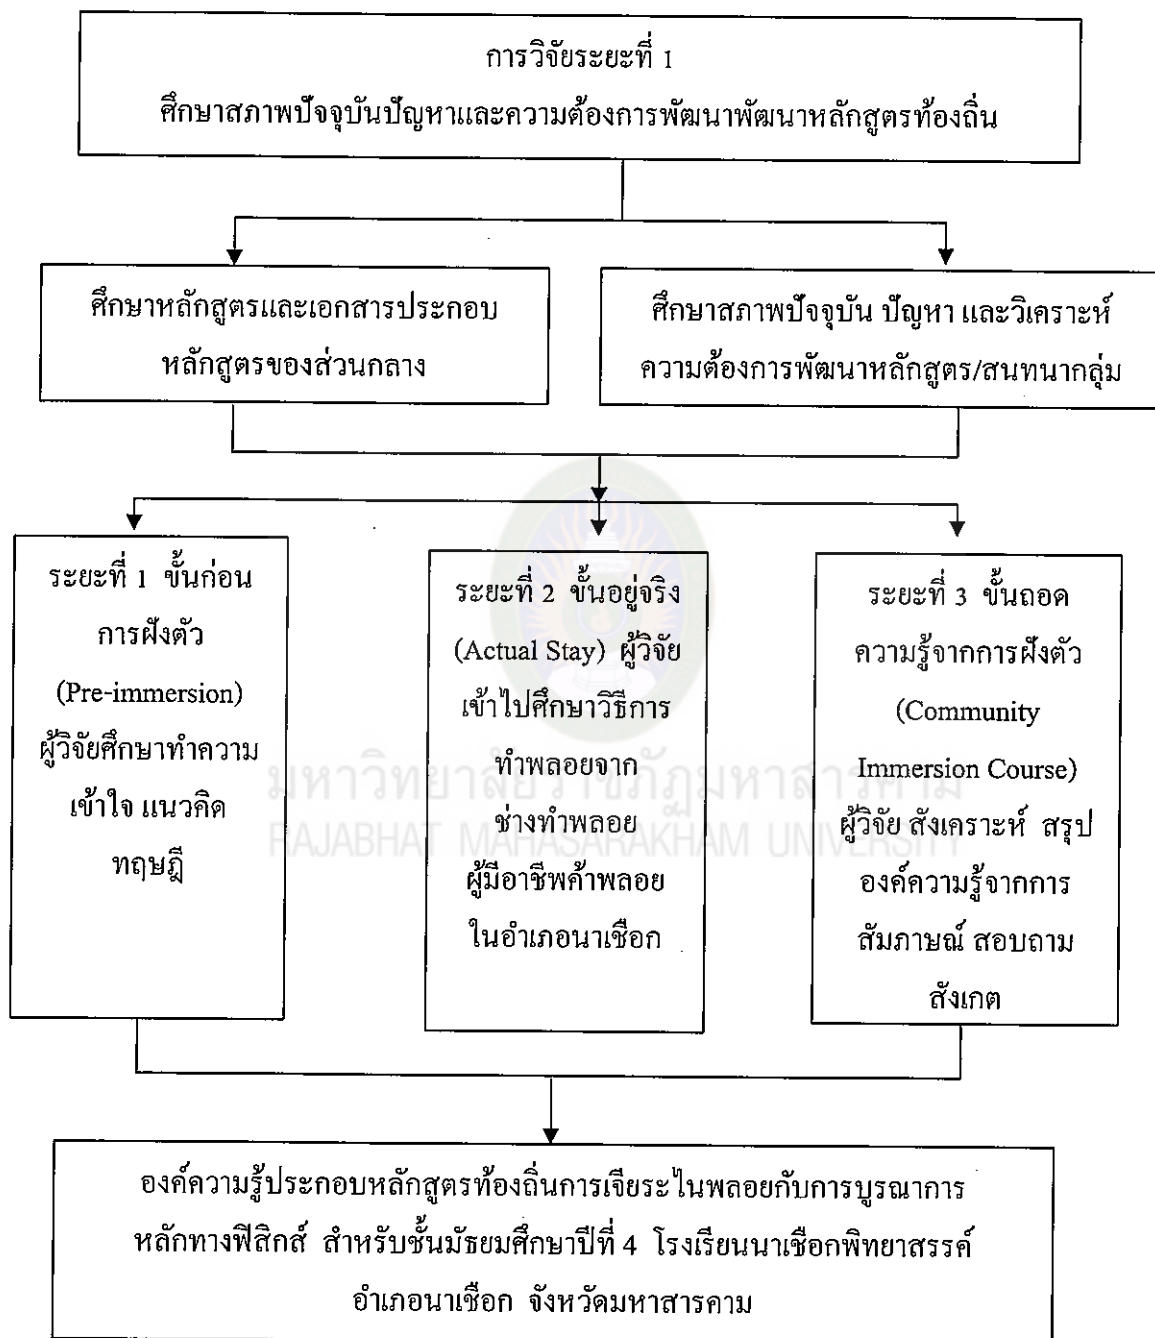 การวิจัยระยะที่ 1
ศึกษาสภาพปัจจุบันปัญหาและความต้องการพัฒนาพัฒนาหลักสูตรท้องถิ่น
ศึกษาหลักสูตรและเอกสารประกอบ
หลักสูตรของส่วนกลาง
ศึกษาสภาพปัจจุบัน ปัญหา และวิเคราะห์
ความต้องการพัฒนาหลักสูตร/สนทนากลุ่ม
ระยะที่ 1 ขั้นก่อน
การฝังตัว
(Pre-immersion)
ผู้วิจัยศึกษาทำความ
เข้าใจ แนวคิด
ทฤษฎี
ระยะที่ 2 ขั้นอยู่จริง
(Actual Stay) ผู้วิจัย
เข้าไปศึกษาวิธีการ
ทำพลอยจาก
ช่างทำพลอย
ผู้มีอาชีพค้าพลอย
ในอำเภอนาเชือก
ระยะที่ 3 ขั้นถอด
ความรู้จากการฝังตัว
(Community
Immersion Course)
ผู้วิจัย สังเคราะห์ สรุป
องค์ความรู้จากการ
สัมภาษณ์ สอบถาม
สังเกต
มหาวิทยาลัยราชภัฏมหาสารคาม
RAJABHAT MAHASARAKHAM UNIVERSITY
องค์ความรู้ประกอบหลักสูตรท้องถิ่นการเจียระไนพลอยกับการบูรณาการ
หลักทางฟิสิกส์ สำหรับชั้นมัธยมศึกษาปีที่ 4 โรงเรียนนาเชือกพิทยาสรรค์
อำเภอนาเชือก จังหวัดมหาสารคาม